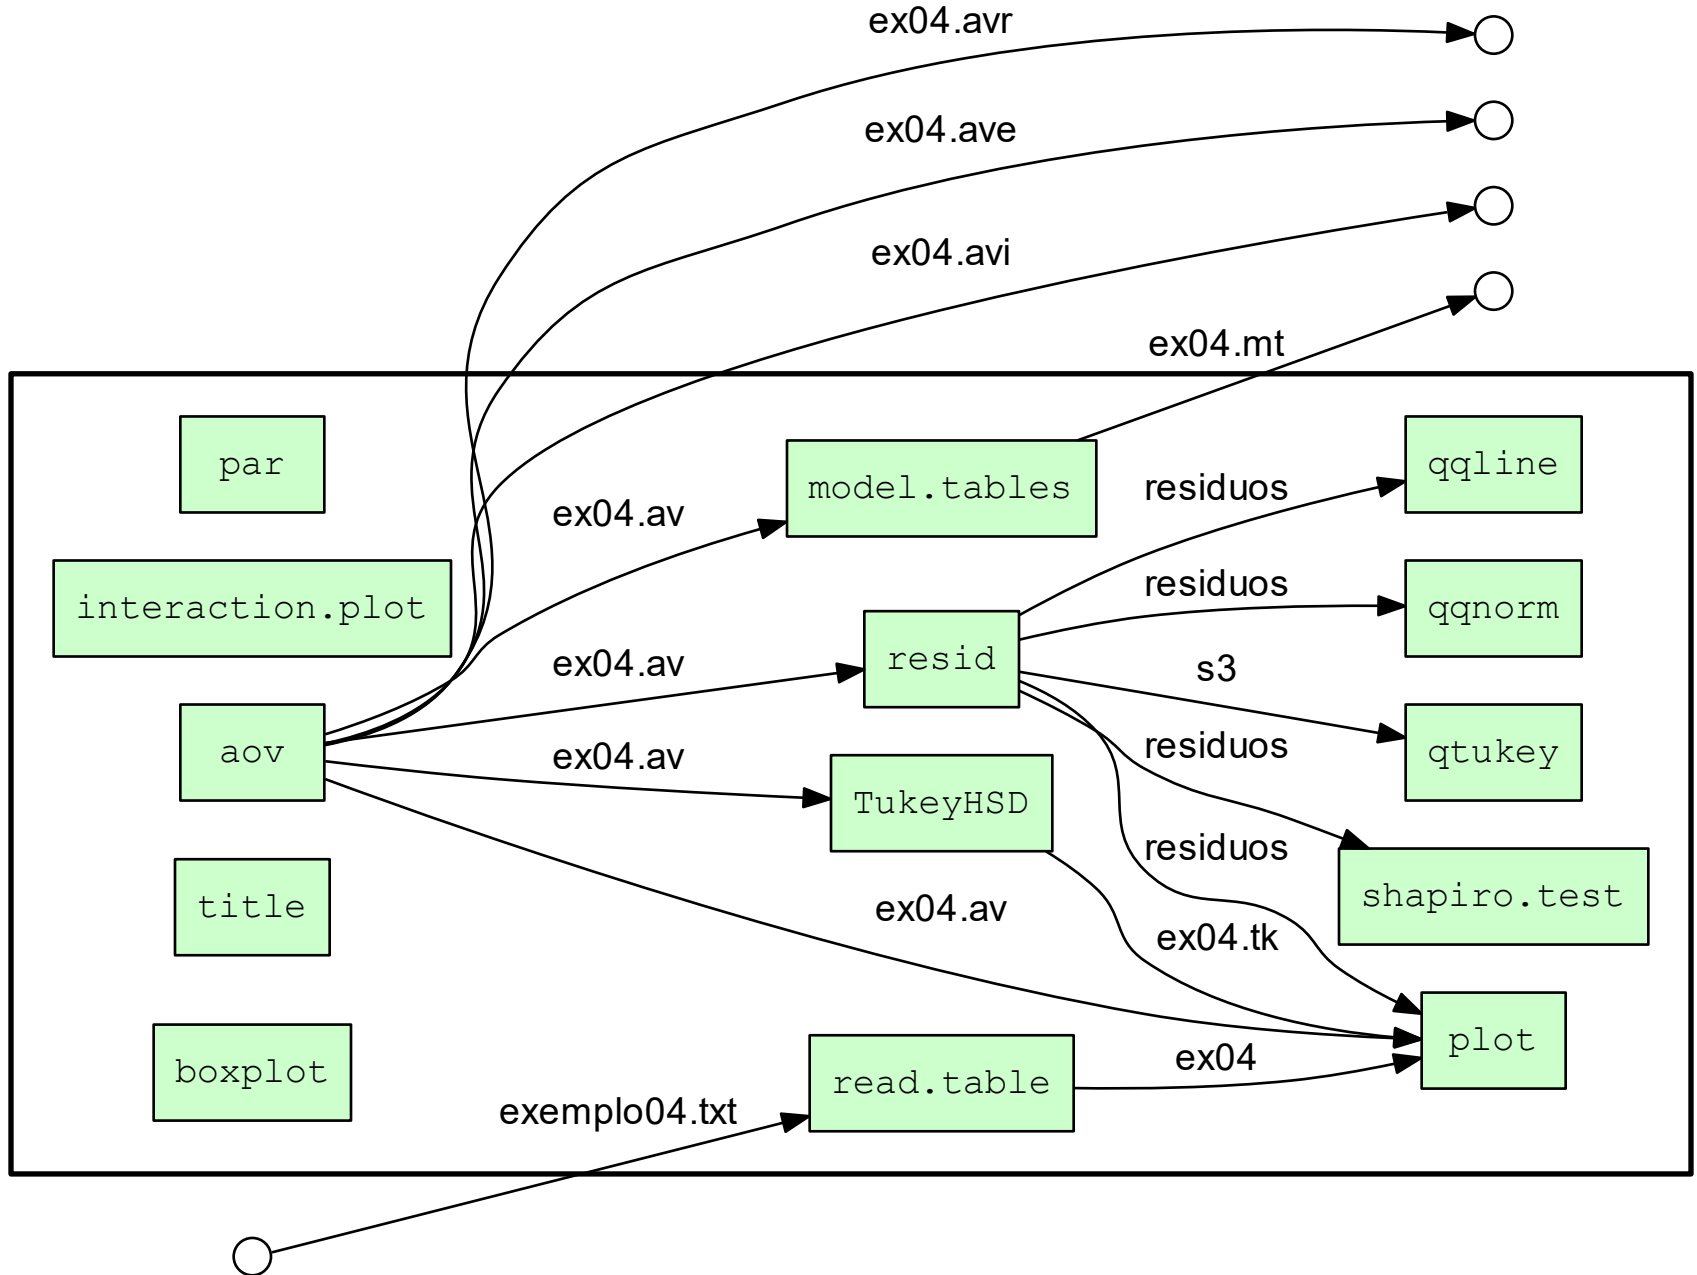 ex04.avr
ex04.ave
ex04.avi
ex04.mt
par
qqline
model.tables
residuos
ex04.av
residuos
interaction.plot
qqnorm
resid
ex04.av
s3
aov
residuos
qtukey
ex04.av
TukeyHSD
residuos
shapiro.test
title
ex04.av
ex04.tk
plot
ex04
boxplot
read.table
exemplo04.txt